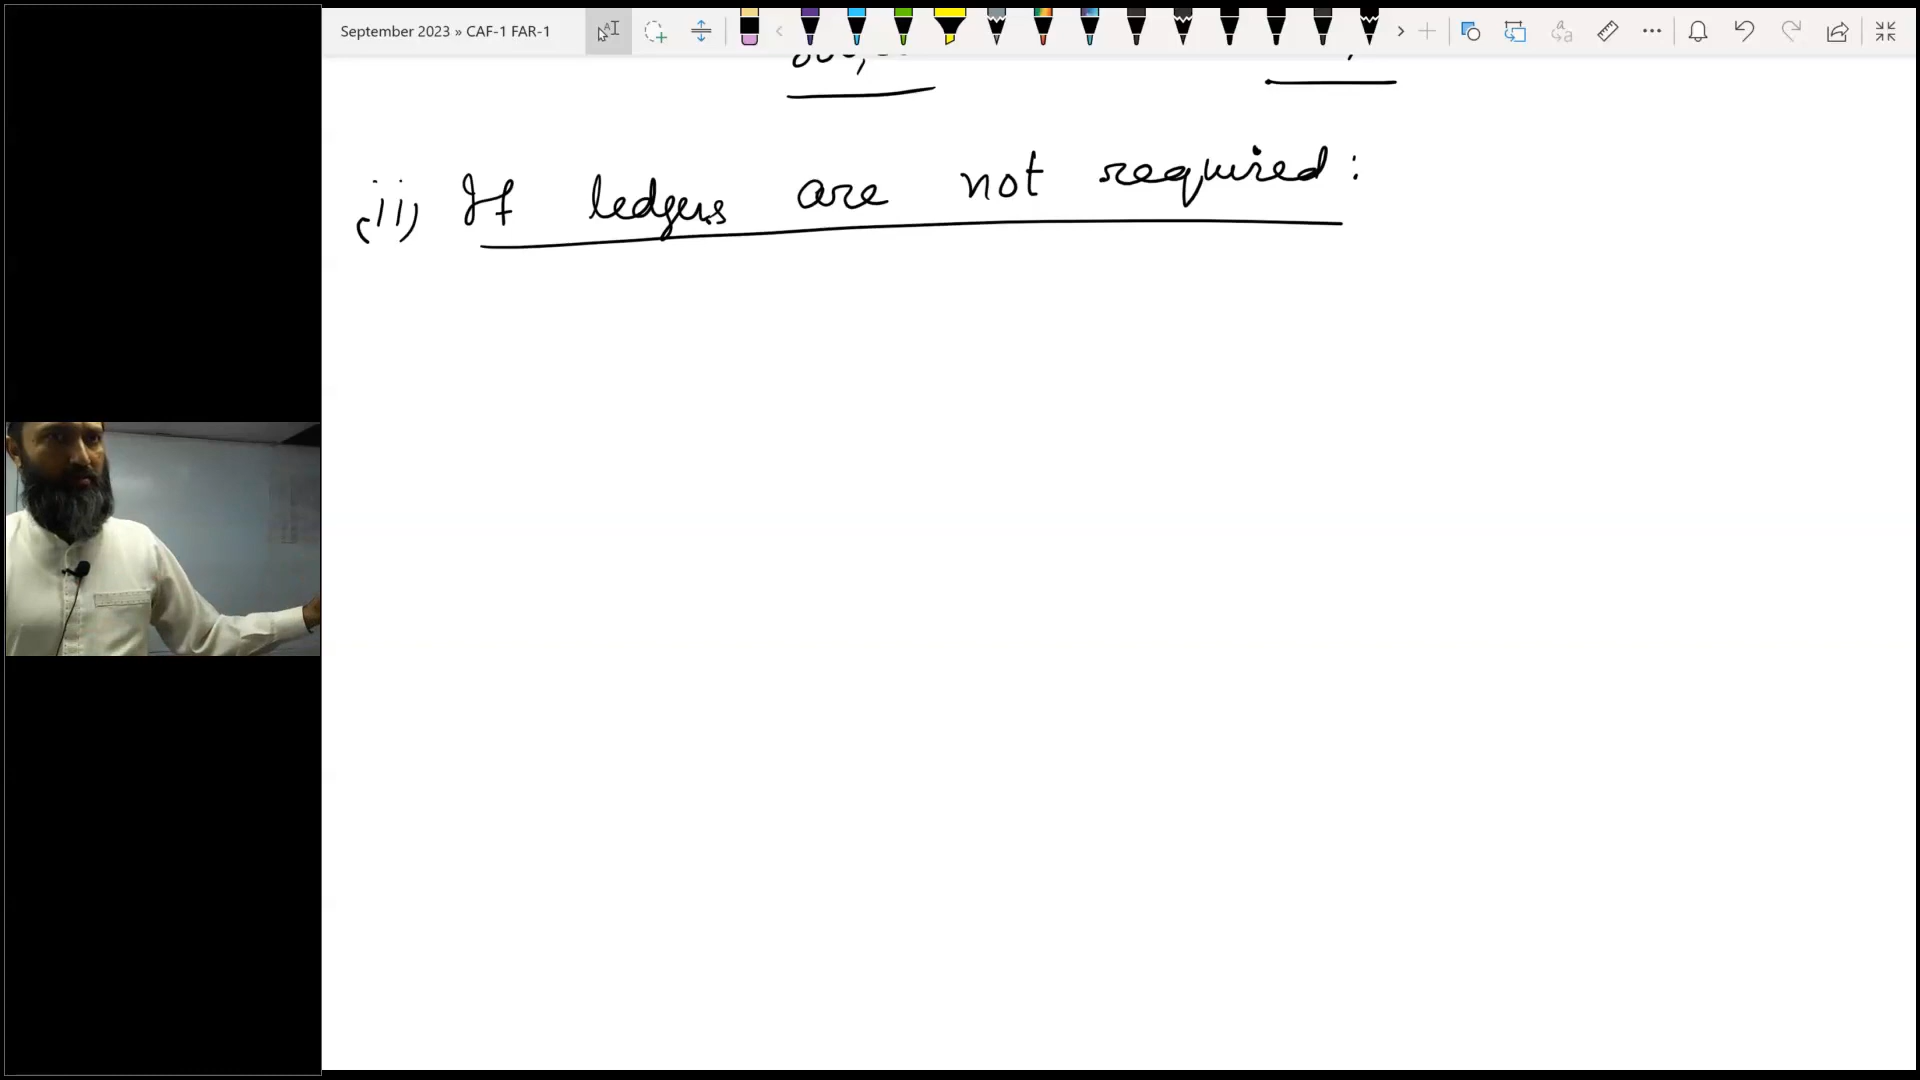 September 2023 » CAF-1 FAR-1
(ii) If ledgers are not required: